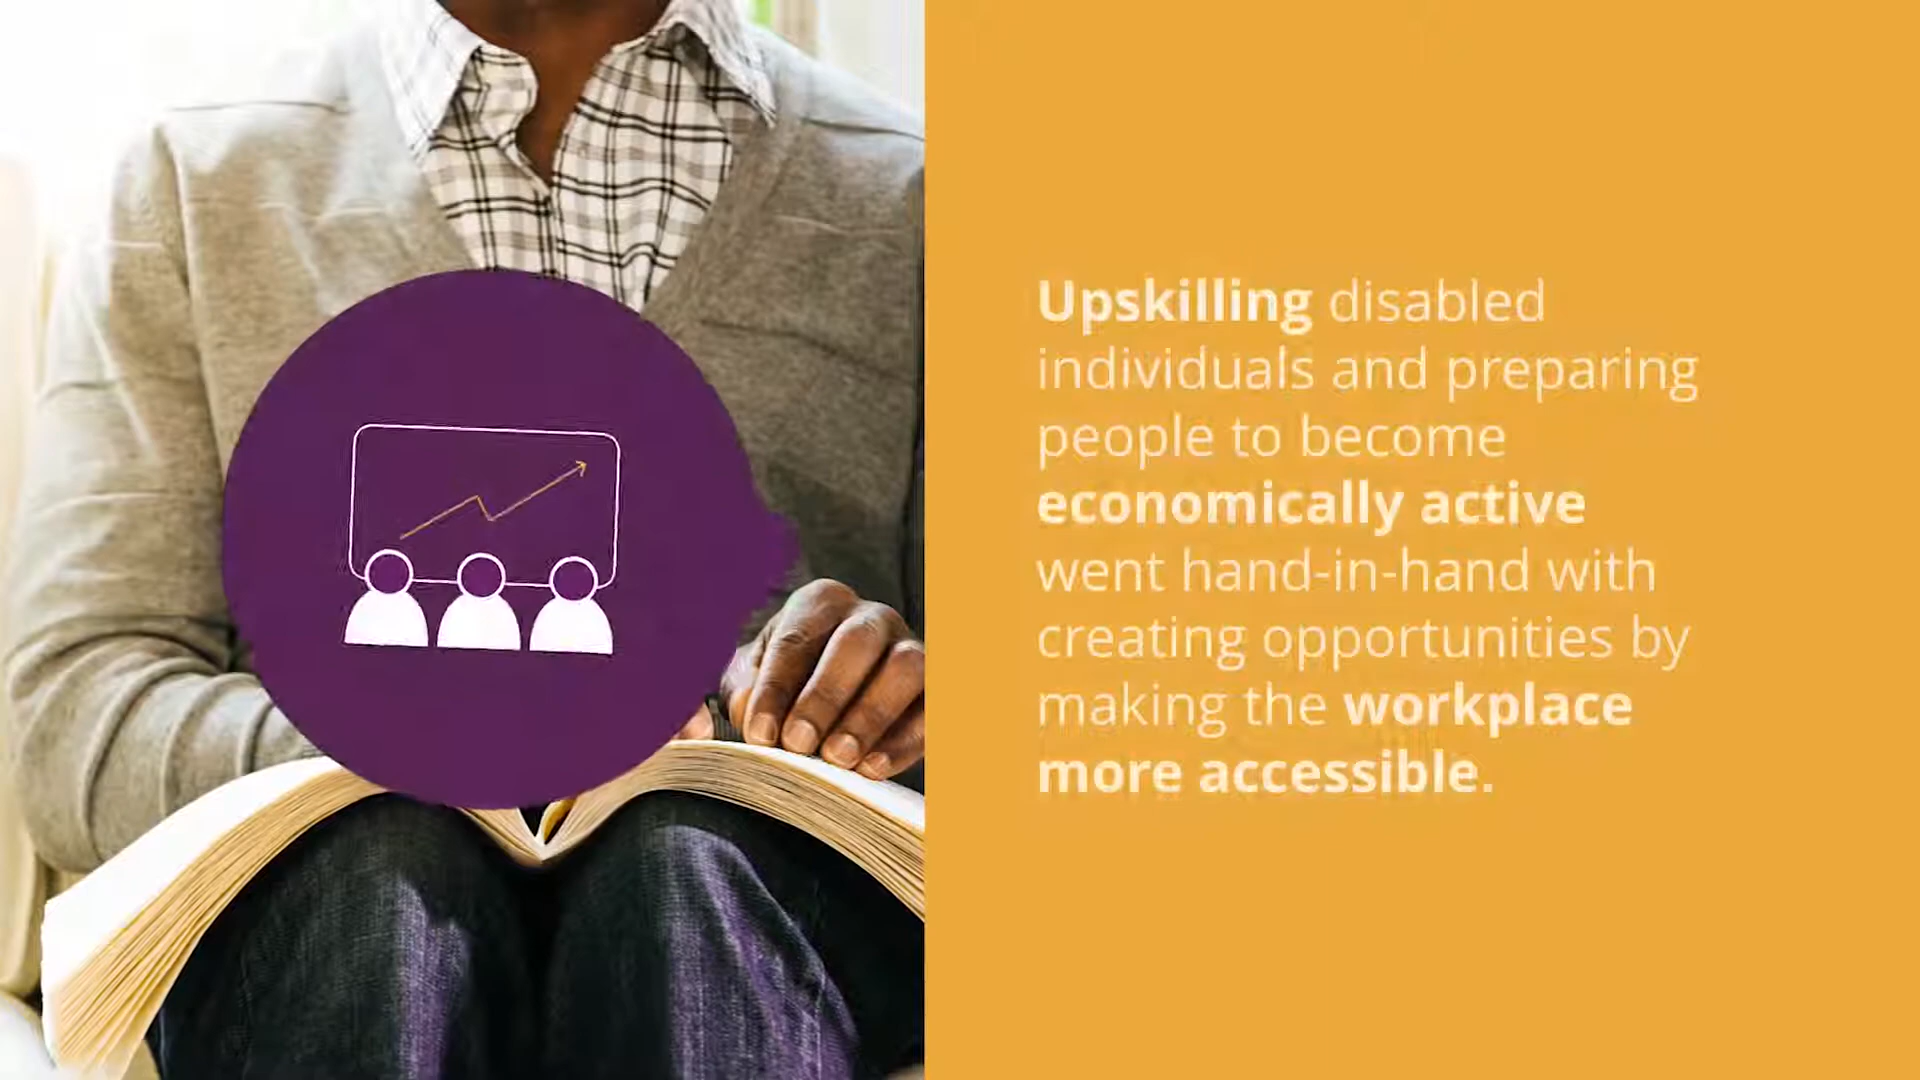 Upskilling disabled
individuals and preparing
people to become
economically active
went hand-in-hand with
creating opportunities by
making the workplace
more accessible.